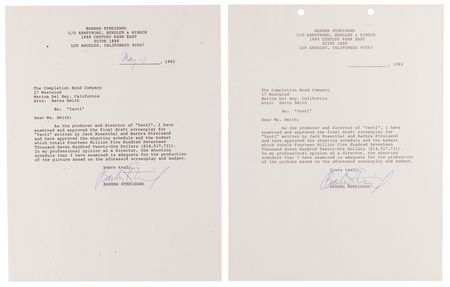 BARBRA STREISAND
C/O ARMSTRONG, HENDLER & HIRSCH
1888 CENTURY PARK EAST
SUITE 1888
LOS ANGELES, CALIFORNIA 90067
May 11, 1982
The Completion Bond Company
17 Westwind
Marina Del Rey, California
Attn: Bette Smith
Re: "Yentl"
Dear Ms. Smith:
As the producer and director of "Yentl", I have
examined and approved the final draft screenplay for
"Yentl" written by Jack Rosenthal and Barbra Streisand
and have approved the shooting schedule and the budget
which totals Fourteen Million Five Hundred Seventeen
Thousand Seven Hundred Twenty-One Dollars ($14,517,721).
In my professional opinion as a director, the shooting
schedule that I have examined is adequate for the production
of the picture based on the aforesaid screenplay and budget.
Yours truly,
BARBRA STREISAND
BARBRA STREISAND
C/O ARMSTRONG, HENDLER & HIRSCH
1888 CENTURY PARK EAST
SUITE 1888
LOS ANGELES, CALIFORNIA 90067
, 1982
The Completion Bond Company
17 Westwind
Marina Del Rey, California
Attn: Bette Smith
Re: "Yentl"
Dear Ms. Smith:
As the producer and director of "Yentl", I have
examined and approved the final draft screenplay for
"Yentl" written by Jack Rosenthal and Barbra Streisand
and have approved the shooting schedule and the budget
which totals Fourteen Million Five Hundred Seventeen
Thousand Seven Hundred Twenty-One Dollars ($14,517,721).
In my professional opinion as a director, the shooting
schedule that I have examined is adequate for the production
of the picture based on the aforesaid screenplay and budget.
Yours truly,
BARBRA STREISAND